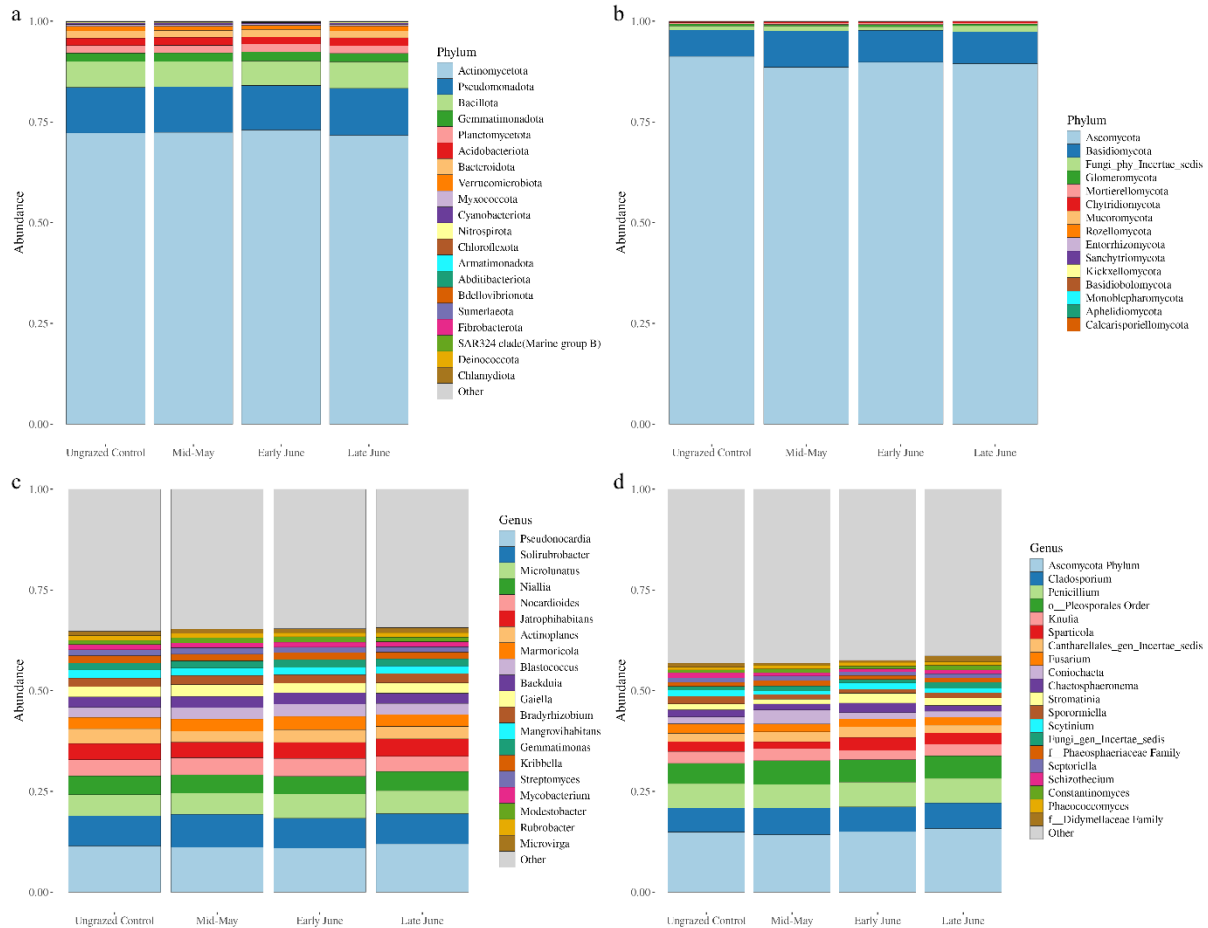 a
1.00
0.75
0.50
0.25
0.00
Abundance
Ungrazed Control
Mid-May
Early June
Late June
Phylum
Actinomycetota
Pseudomonadota
Bacillota
Gemmatimonadota
Planctomycetota
Acidobacteriota
Bacteroidota
Verrucomicrobiota
Myxococcota
Cyanobacteriota
Nitrospirota
Chloroflexota
Armatimonadota
Abditibacteriota
Bdellovibrionota
Sumerlaeota
Fibrobacterota
SAR324 clade(Marine group B)
Deinococcota
Chlamydiota
Other
b
1.00
0.75
0.50
0.25
0.00
Abundance
Ungrazed Control
Mid-May
Early June
Late June
Phylum
Ascomycota
Basidiomycota
Fungi_phy_Incertae_sedis
Glomeromycota
Mortierellomycota
Chytridiomycota
Mucoromycota
Rozellomycota
Entorrhizomycota
Sanchytriomycota
Kickxellomycota
Basidiobolomycota
Monoblepharomycota
Aphelidiomycota
Calcarisporiellomycota
c
1.00
0.75
0.50
0.25
0.00
Abundance
Ungrazed Control
Mid-May
Early June
Late June
Genus
Pseudonocardia
Solirubrobacter
Microlunatus
Niallia
Nocardioides
Jatrophihabitans
Actinoplanes
Marmoricola
Blastococcus
Baekduia
Gaiella
Bradyrhizobium
Mangrovihabitans
Gemmatimonas
Kribbella
Streptomyces
Mycobacterium
Modestobacter
Rubrobacter
Microvirga
Other
d
1.00
0.75
0.50
0.25
0.00
Abundance
Ungrazed Control
Mid-May
Early June
Late June
Genus
Ascomycota Phylum
Cladosporium
Penicillium
o__Pleosporales Order
Knufia
Sparticola
Cantharellales_gen_Incertae_sedis
Fusarium
Coniochaeta
Chaetosphaeronema
Stromatinia
Sporormiella
Scytinium
Fungi_gen_Incertae_sedis
f__Phaeosphaeriaceae Family
Septoriella
Schizothecium
Constantinomyces
Phaeococcomyces
f__Didymellaceae Family
Other